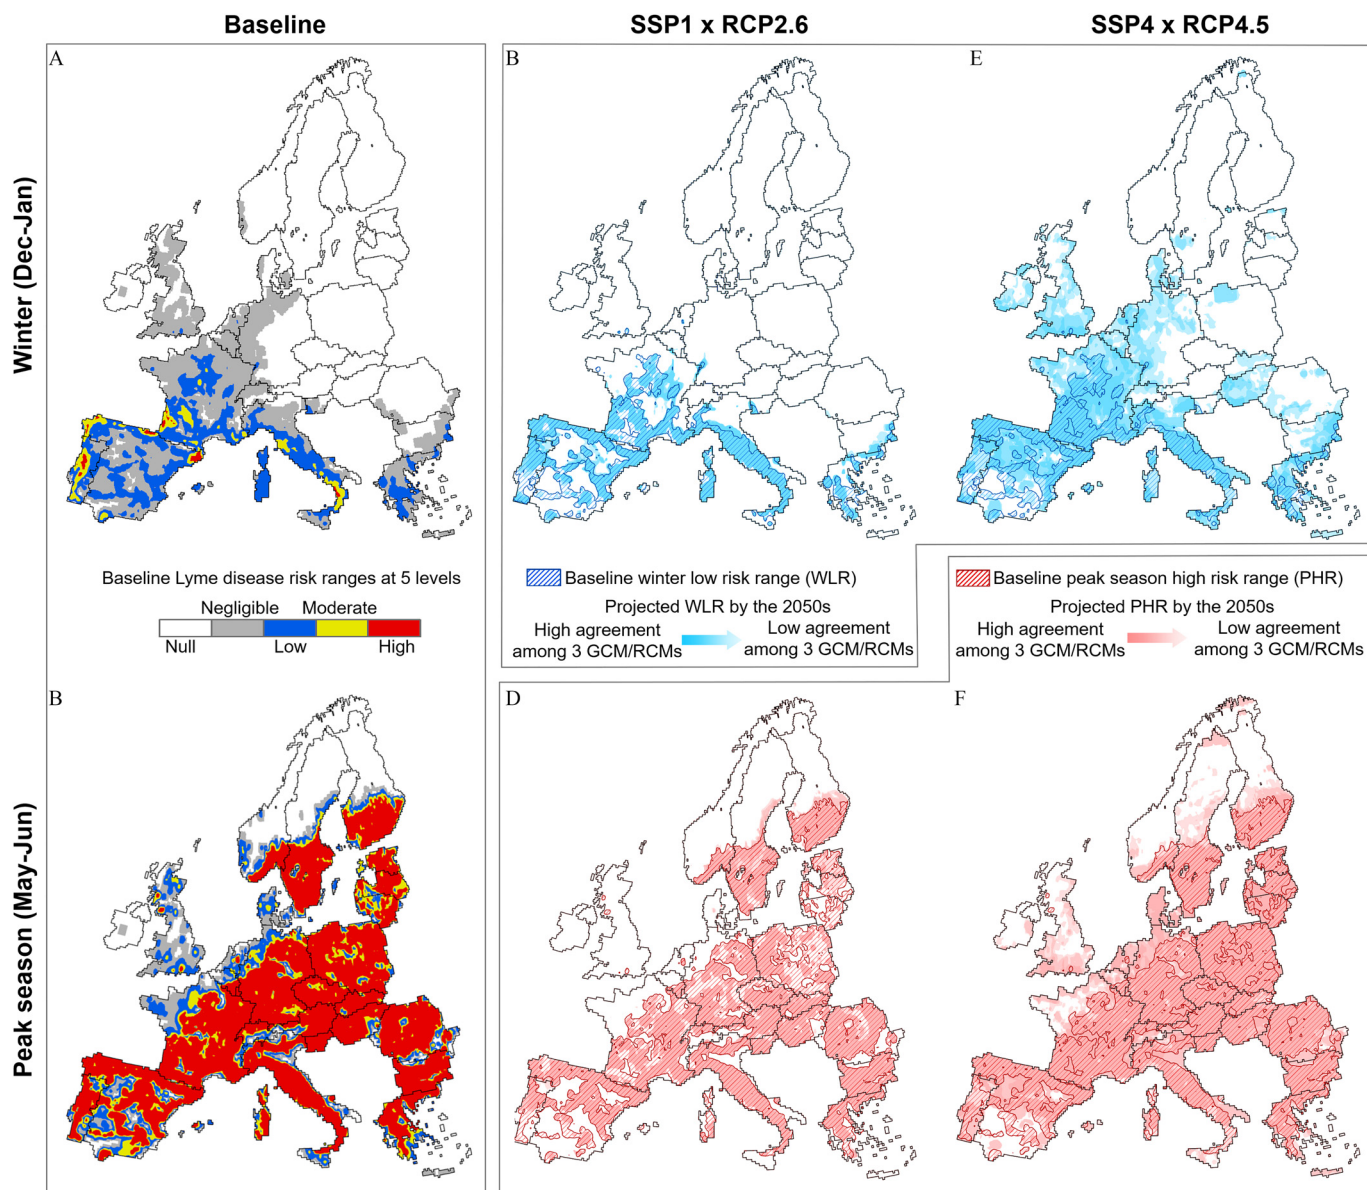 Baseline
SSP1 x RCP2.6
SSP4 x RCP4.5
A
B
E
Winter (Dec-Jan)
Baseline Lyme disease risk ranges at 5 levels
Negligible
Moderate
Null
Low
High
Baseline winter low risk range (WLR)
Projected WLR by the 2050s
High agreement
among 3 GCM/RCMs
Low agreement
among 3 GCM/RCMs
Baseline peak season high risk range (PHR)
Projected PHR by the 2050s
High agreement
among 3 GCM/RCMs
Low agreement
among 3 GCM/RCMs
B
D
F
Peak season (May-Jun)